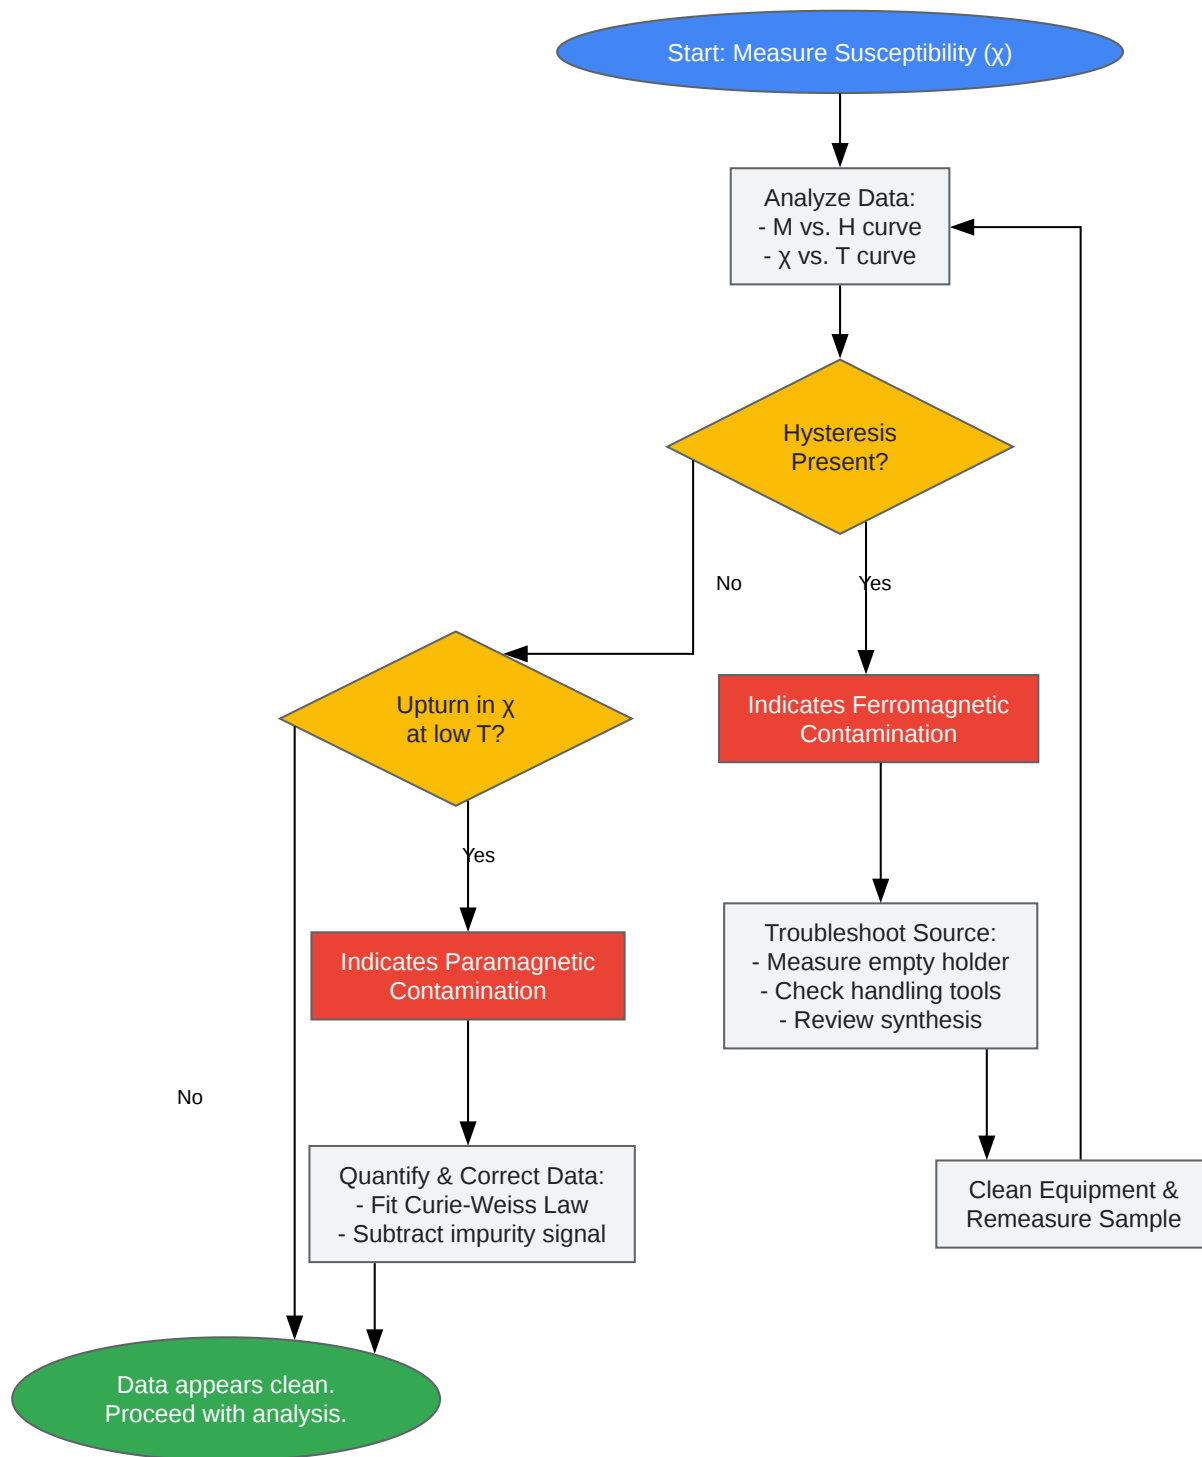 Start: Measure Susceptibility (χ)
Analyze Data:
- M vs. H curve
- χ vs. T curve
Hysteresis
Present?
No
Yes
Upturn in χ
at low T?
Indicates Ferromagnetic
Contamination
Yes
Troubleshoot Source:
- Measure empty holder
- Check handling tools
- Review synthesis
Indicates Paramagnetic
Contamination
No
Quantify & Correct Data:
- Fit Curie-Weiss Law
- Subtract impurity signal
Clean Equipment &
Remeasure Sample
Data appears clean.
Proceed with analysis.